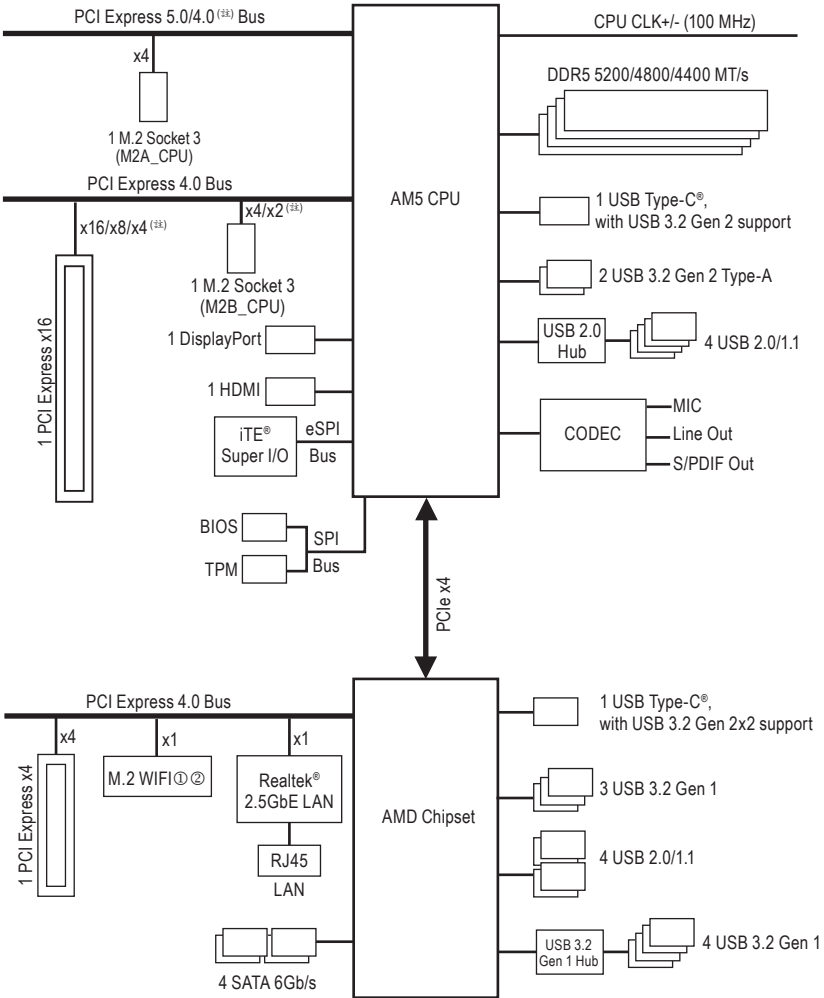 PCI Express 5.0/4.0 (註) Bus
CPU CLK+/- (100 MHz)
x4
DDR5 5200/4800/4400 MT/s
1 M.2 Socket 3
(M2A_CPU)
PCI Express 4.0 Bus
AM5 CPU
x16/x8/x4 (註)
x4/x2 (註)
1 USB Type-C®,
with USB 3.2 Gen 2 support
1 M.2 Socket 3
(M2B_CPU)
2 USB 3.2 Gen 2 Type-A
1 PCI Express x16
1 DisplayPort
USB 2.0
Hub
4 USB 2.0/1.1
1 HDMI
iTE®
Super I/O
eSPI
Bus
CODEC
MIC
Line Out
S/PDIF Out
BIOS
TPM
SPI
Bus
PCIe x4
PCI Express 4.0 Bus
1 USB Type-C®,
with USB 3.2 Gen 2x2 support
x4
x1
x1
1 PCI Express x4
M.2 WIFI①②
Realtek®
2.5GbE LAN
3 USB 3.2 Gen 1
AMD Chipset
RJ45
LAN
4 USB 2.0/1.1
4 SATA 6Gb/s
USB 3.2
Gen 1 Hub
4 USB 3.2 Gen 1